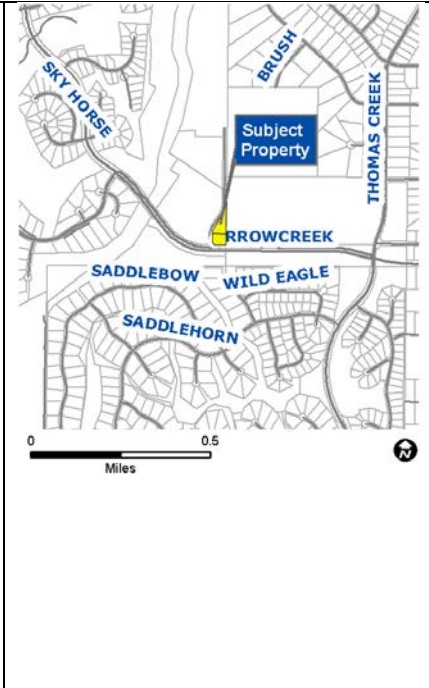 BRUSH
SKY HORSE
THOMAS CREEK
Subject
Property
RROWCREEK
SADDLEBOW
WILD EAGLE
SADDLEHORN
0
0.5
Miles
N